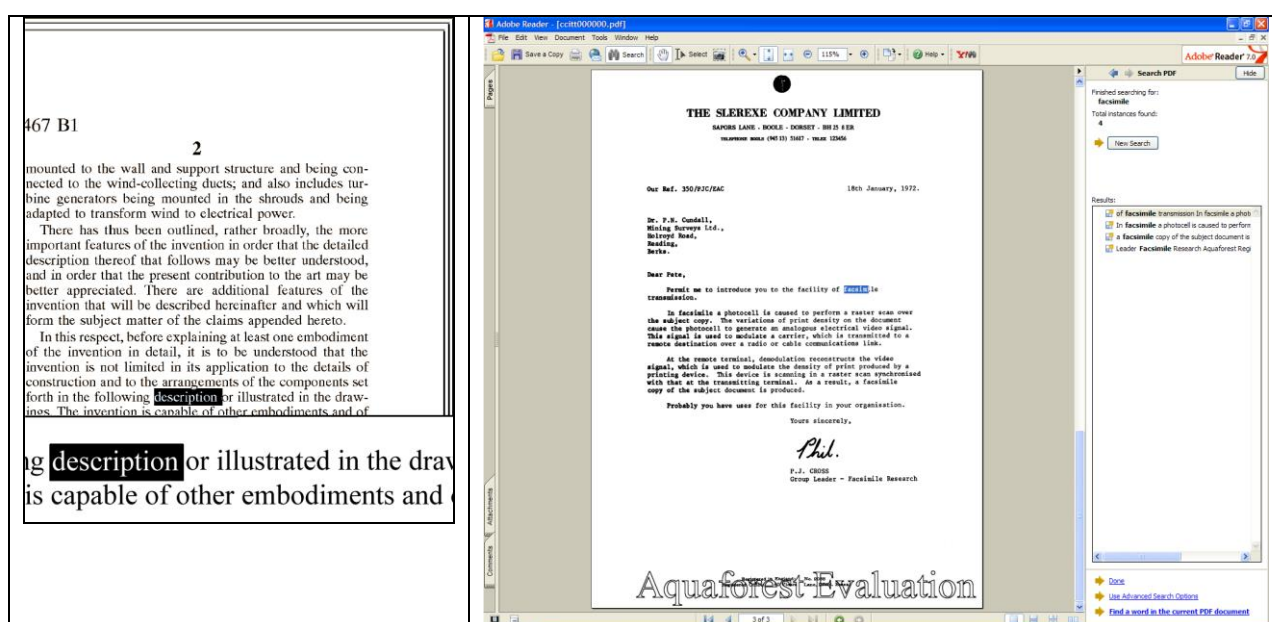 467 B1
2
mounted to the wall and support structure and being con-
nected to the wind-collecting ducts; and also includes tur-
bine generators being mounted in the shrouds and being
adapted to transform wind to electrical power.
There has thus been outlined, rather broadly, the more
important features of the invention in order that the detailed
description thereof that follows may be better understood,
and in order that the present contribution to the art may be
better appreciated. There are additional features of the
invention that will be described hereinafter and which will
form the subject matter of the claims appended hereto.
In this respect, before explaining at least one embodiment
of the invention in detail, it is to be understood that the
invention is not limited in its application to the details of
construction and to the arrangements of the components set
forth in the following description or illustrated in the draw-
ings. The invention is capable of other embodiments and of
ng description or illustrated in the draw
is capable of other embodiments and
Adobe Reader - [ccitt000000.pdf]
File Edit View Document Tools Window Help
Save a Copy Search Select 115% Help Y!
Adobe Reader 7.0
Pages
Attachments
Comments
THE SLEREXE COMPANY LIMITED
SAPORS LANE - BOOLE - DORSET - BH 25 8 ER
TELEPHONE BOOLE (945 13) 51617 - TELEX 123456
Our Ref. 350/PJC/EAC 18th January, 1972.
Dr. P.N. Cundall,
Mining Surveys Ltd.,
Holroyd Road,
Reading,
Berks.
Dear Pete,
Permit me to introduce you to the facility of facsimile
transmission.
In facsimile a photocell is caused to perform a raster scan over
the subject copy. The variations of print density on the document
cause the photocell to generate an analogous electrical video signal.
This signal is used to modulate a carrier, which is transmitted to a
remote destination over a radio or cable communications link.
At the remote terminal, demodulation reconstructs the video
signal, which is used to modulate the density of print produced by a
printing device. This device is scanning in a raster scan synchronised
with that at the transmitting terminal. As a result, a facsimile
copy of the subject document is produced.
Probably you have uses for this facility in your organisation.
Yours sincerely,
Phil.
P.J. CROSS
Group Leader - Facsimile Research
Aquaforest Evaluation
3 of 3
Search PDF Hide
Finished searching for:
facsimile
Total instances found:
4
New Search
Results:
of facsimile transmission In facsimile a phot
In facsimile a photocell is caused to perform
a facsimile copy of the subject document is
Leader Facsimile Research Aquaforest Regi
Done
Use Advanced Search Options
Find a word in the current PDF document